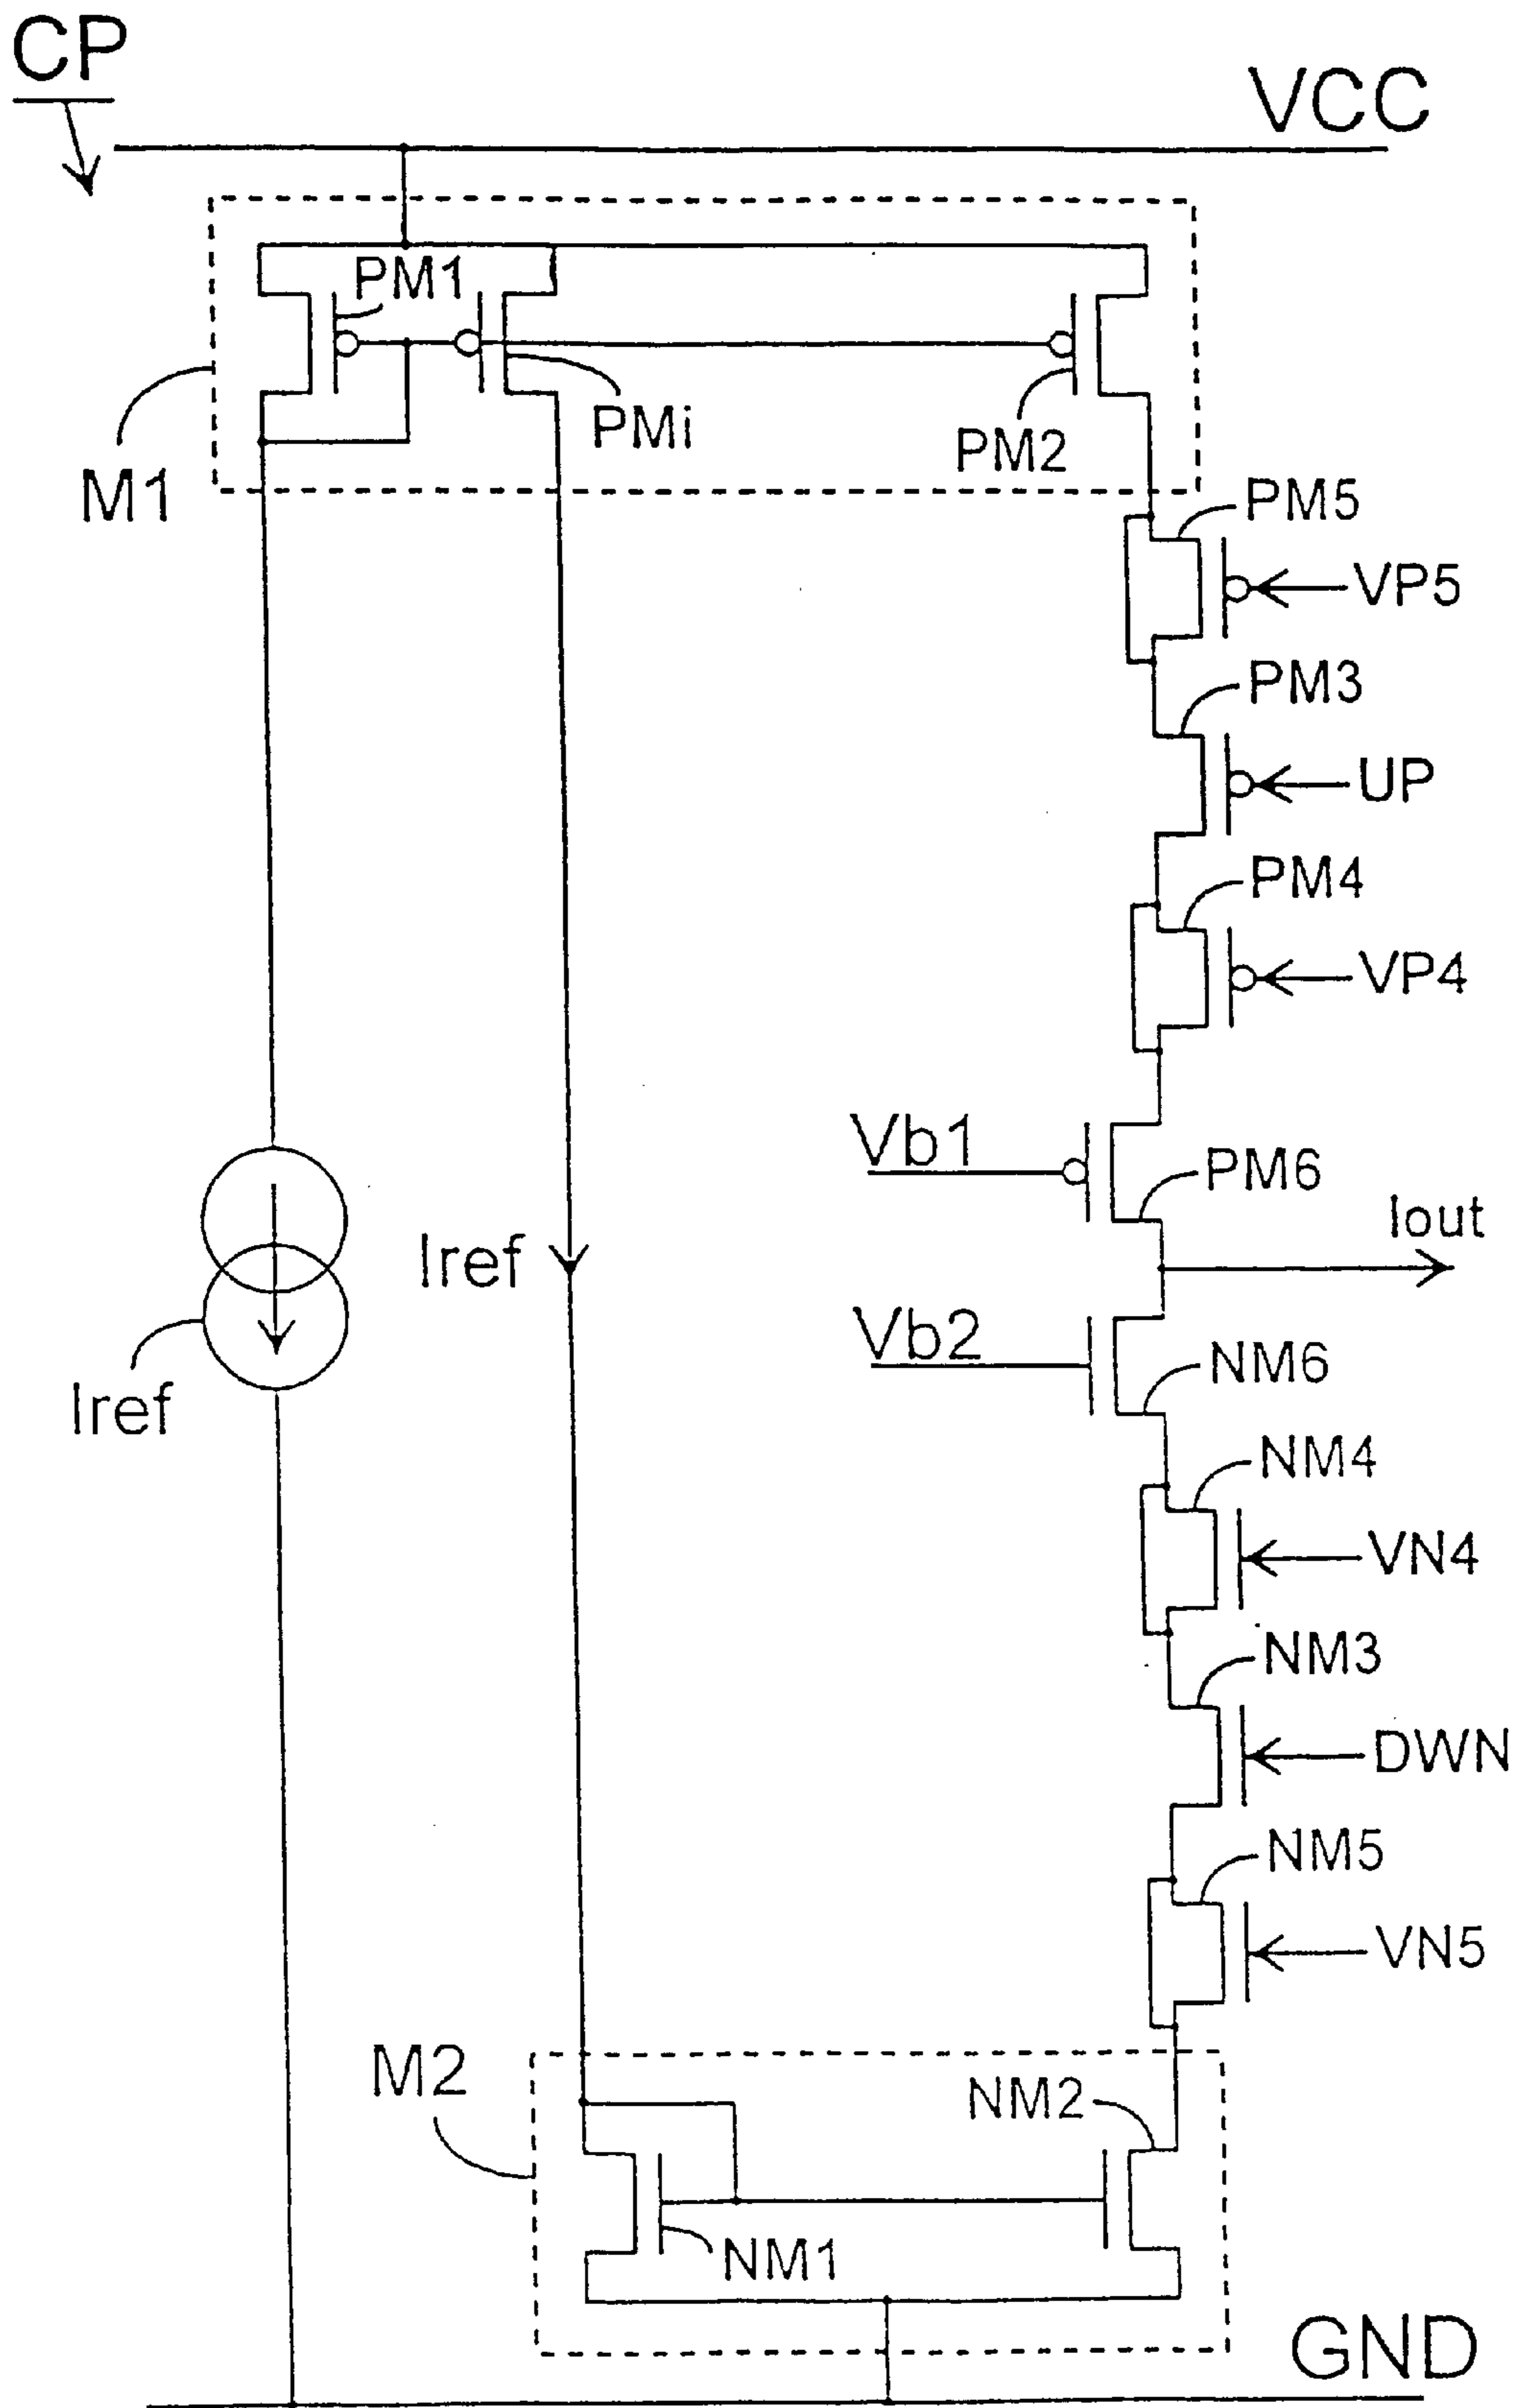 CP
VCC
PM1
PMi
PM2
M1
PM5
VP5
PM3
UP
PM4
VP4
Vb1
PM6
Iout
Iref
Vb2
NM6
Iref
NM4
VN4
NM3
DWN
NM5
VN5
M2
NM2
NM1
GND